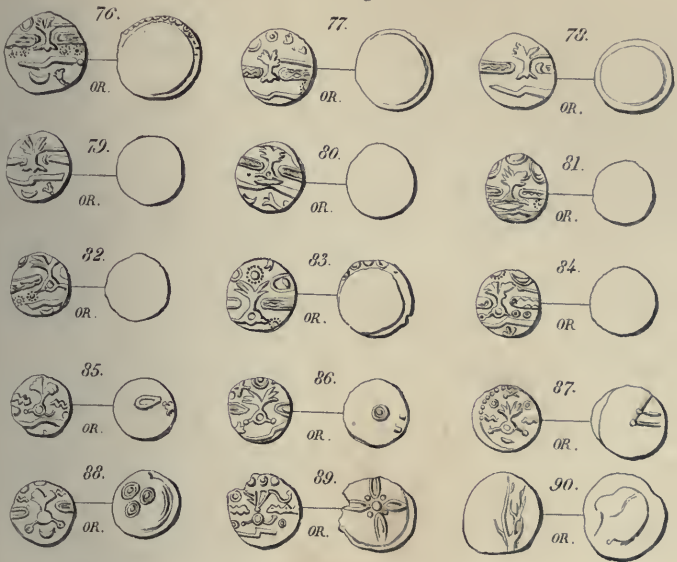 76.
OR.
77.
OR.
78.
OR.
79.
OR.
80.
OR.
81.
OR.
82.
OR.
83.
OR.
84.
OR
85.
OR.
86.
OR.
87.
OR.
88.
OR.
89.
OR.
90.
OR.